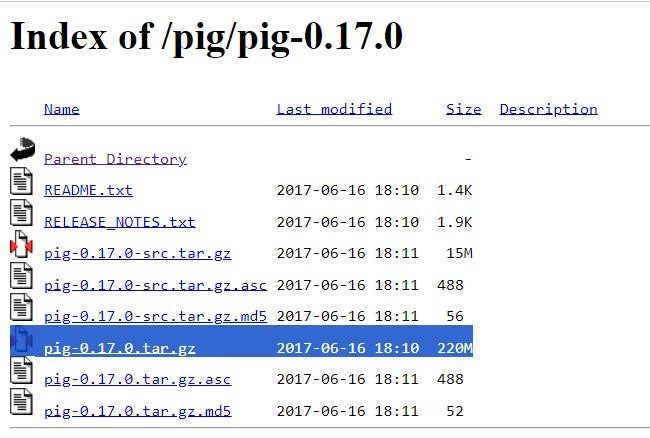 Index of /pig/pig-0.17.0
Name Last modified Size Description
Parent Directory -
README.txt 2017-06-16 18:10 1.4K
RELEASE_NOTES.txt 2017-06-16 18:10 1.9K
pig-0.17.0-src.tar.gz 2017-06-16 18:11 15M
pig-0.17.0-src.tar.gz.asc 2017-06-16 18:11 488
pig-0.17.0-src.tar.gz.md5 2017-06-16 18:11 56
pig-0.17.0.tar.gz 2017-06-16 18:10 220M
pig-0.17.0.tar.gz.asc 2017-06-16 18:11 488
pig-0.17.0.tar.gz.md5 2017-06-16 18:11 52